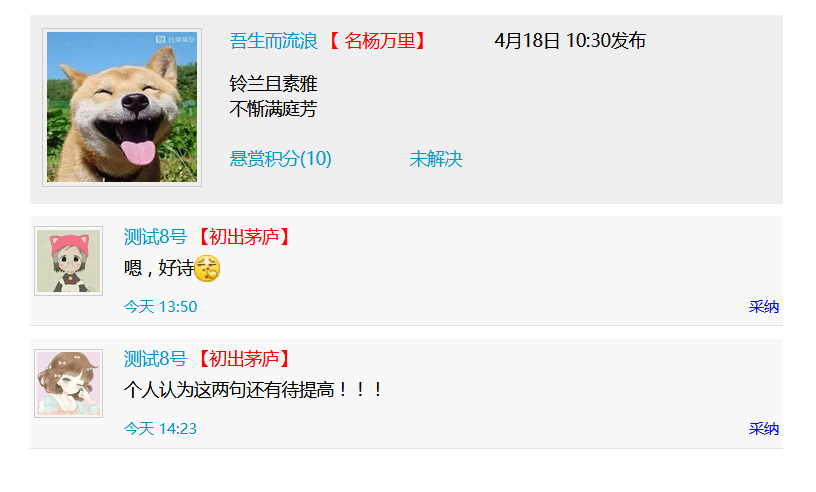 吾生而流浪 【 名杨万里】 4月18日 10:30发布
铃兰且素雅
不惭满庭芳
悬赏积分(10) 未解决
测试8号 【初出茅庐】
嗯，好诗
今天 13:50 采纳
测试8号 【初出茅庐】
个人认为这两句还有待提高！！！
今天 14:23 采纳